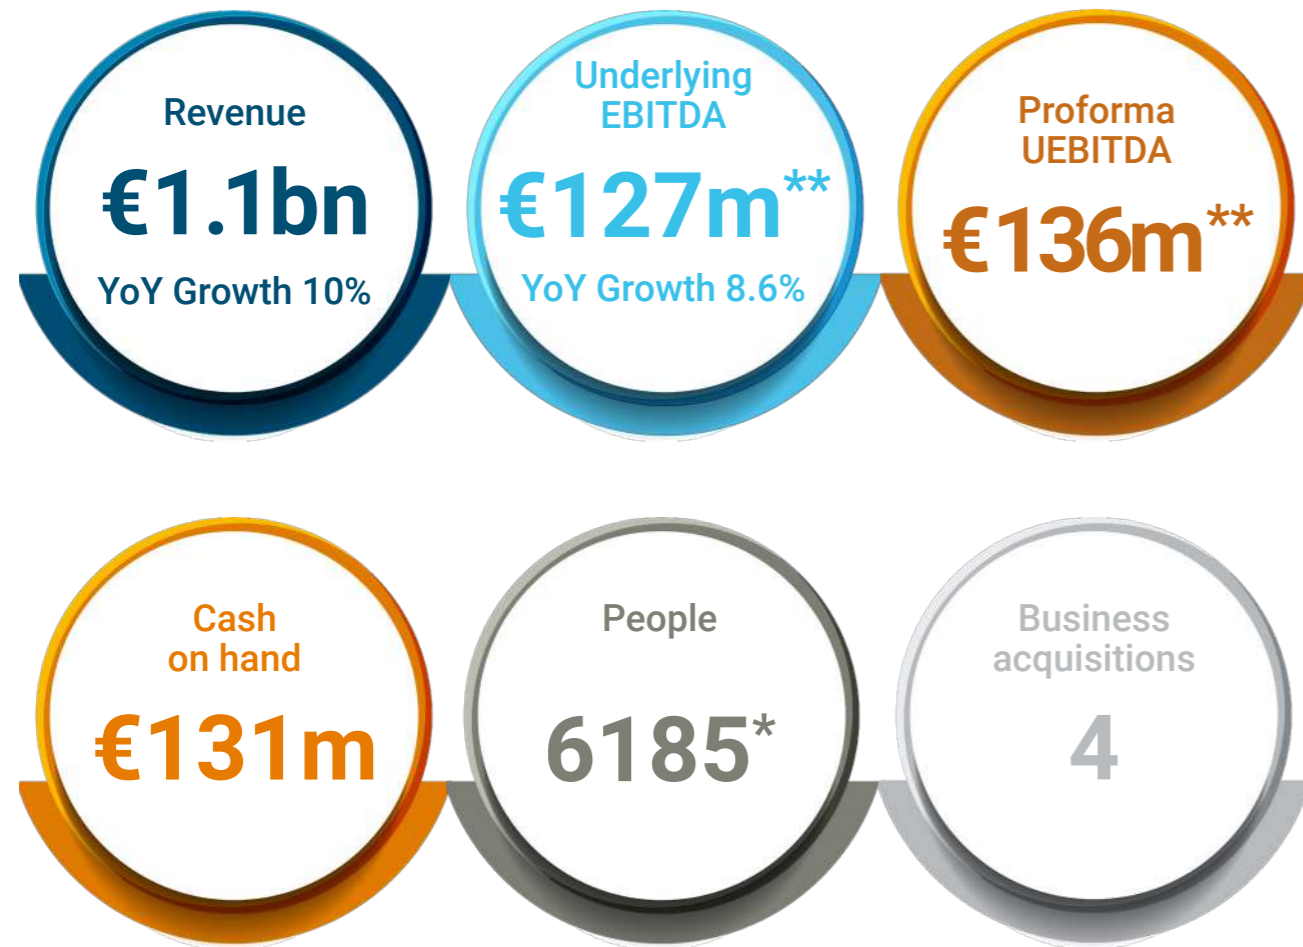 Revenue
€1.1bn
YoY Growth 10%
Underlying
EBITDA
€127m**
YoY Growth 8.6%
Proforma
UEBITDA
€136m**
Cash
on hand
€131m
People
6185*
Business
acquisitions
4